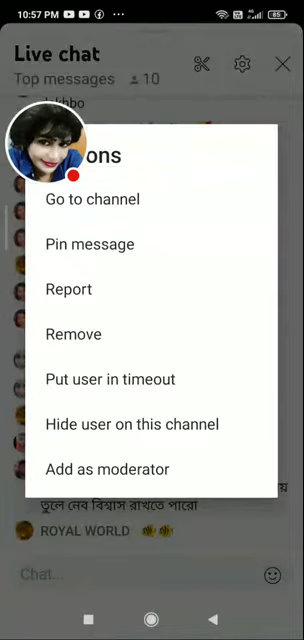 10:57 PM
85
Live chat
Top messages 10
ons
Go to channel
Pin message
Report
Remove
Put user in timeout
Hide user on this channel
Add as moderator
তুলে নেব বিশ্বাস রাখতে পারো
ROYAL WORLD
Chat...